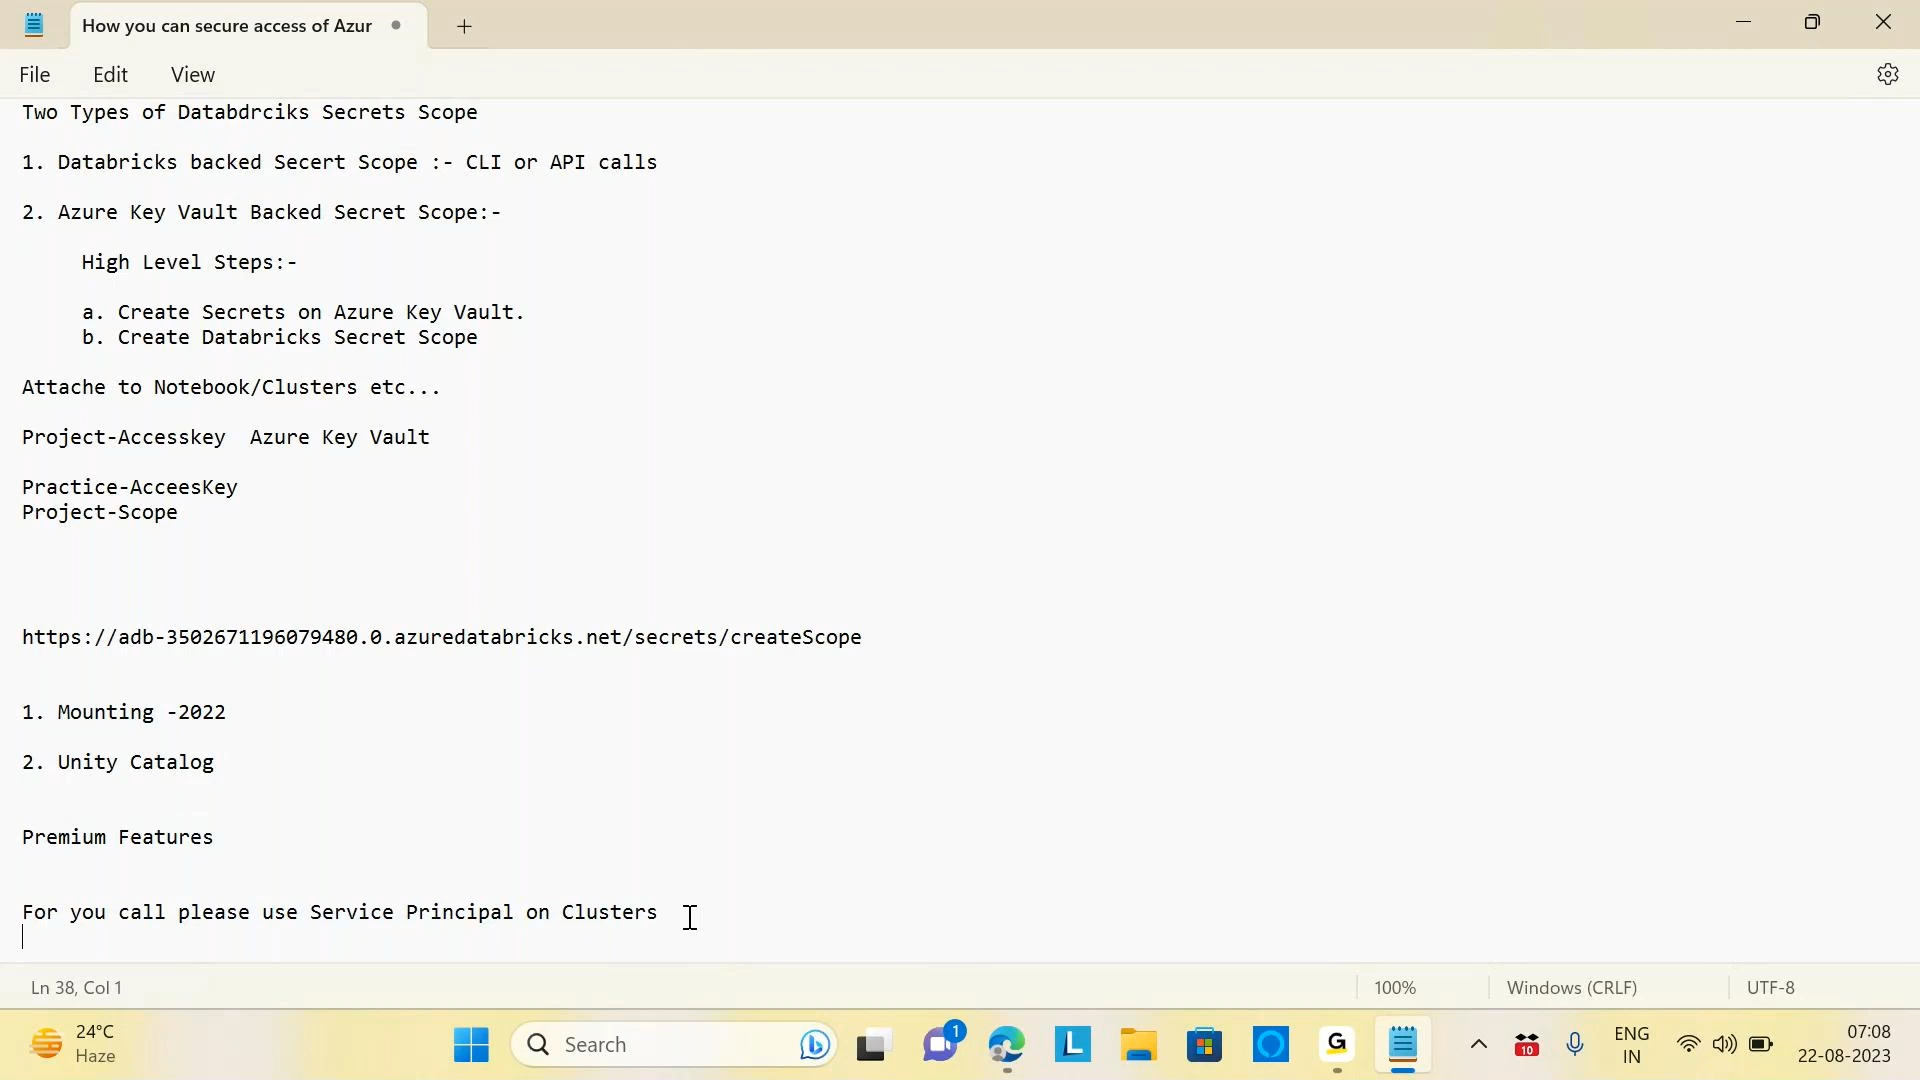 How you can secure access of Azur
File Edit View
Two Types of Databdrciks Secrets Scope
1. Databricks backed Secert Scope :- CLI or API calls
2. Azure Key Vault Backed Secret Scope:-
High Level Steps:-
a. Create Secrets on Azure Key Vault.
b. Create Databricks Secret Scope
Attache to Notebook/Clusters etc...
Project-Accesskey  Azure Key Vault
Practice-AcceesKey
Project-Scope
https://adb-3502671196079480.0.azuredatabricks.net/secrets/createScope
1. Mounting -2022
2. Unity Catalog
Premium Features
For you call please use Service Principal on Clusters
Ln 38, Col 1 100% Windows (CRLF) UTF-8
24°C
Haze
Search
1
L
G
10
ENG
IN
07:08
22-08-2023